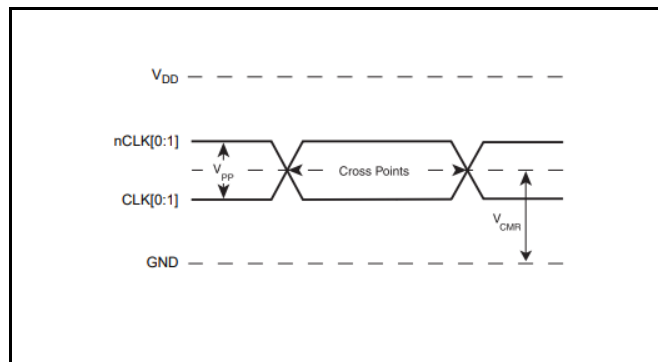 VDD
nCLK[0:1]
VPP
Cross Points
CLK[0:1]
VCMR
GND